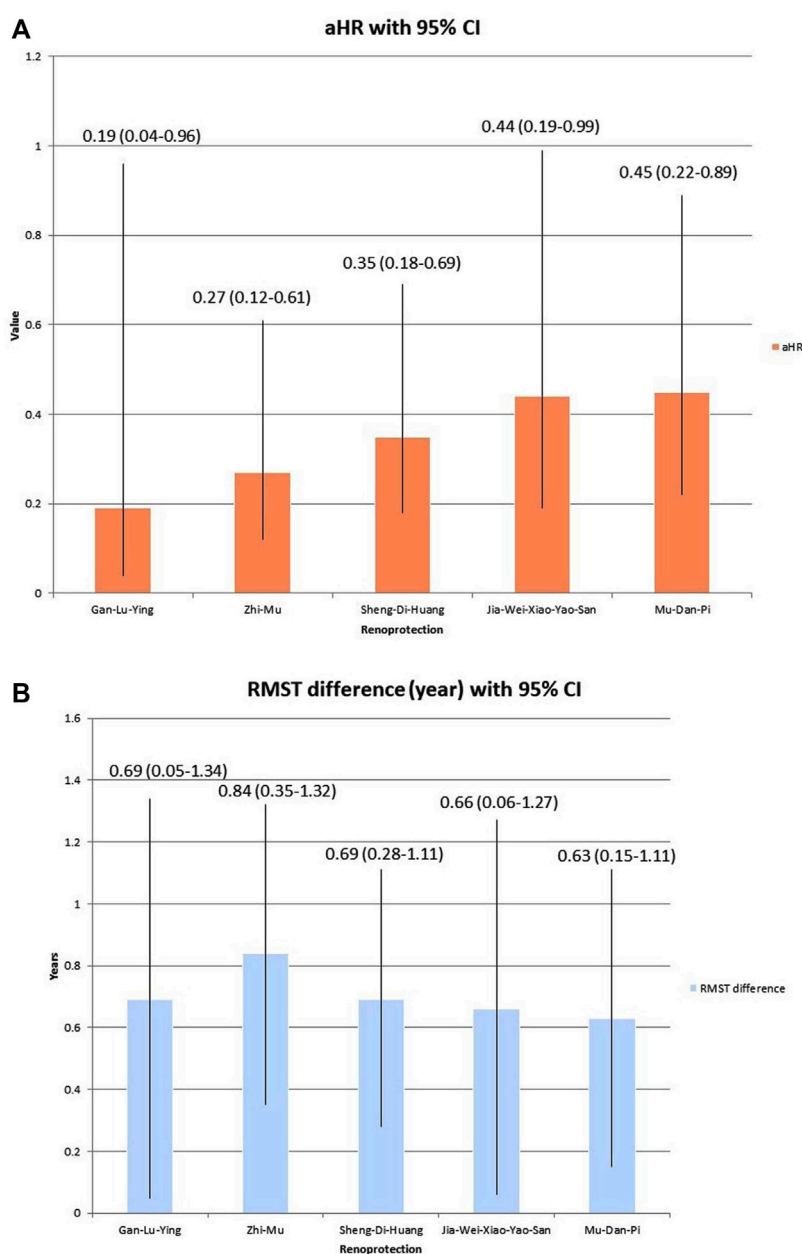 A
aHR with 95% CI
1.2
1
0.8
0.6
0.4
0.2
0
Value
0.19 (0.04-0.96)
0.27 (0.12-0.61)
0.35 (0.18-0.69)
0.44 (0.19-0.99)
0.45 (0.22-0.89)
aHR
Gan-Lu-Ying Zhi-Mu Sheng-Di-Huang Jia-Wei-Xiao-Yao-San Mu-Dan-Pi
Renoprotection
B
RMST difference (year) with 95% CI
1.6
1.4
1.2
1
0.8
0.6
0.4
0.2
0
Years
0.69 (0.05-1.34)
0.84 (0.35-1.32)
0.69 (0.28-1.11)
0.66 (0.06-1.27)
0.63 (0.15-1.11)
RMST difference
Gan-Lu-Ying Zhi-Mu Sheng-Di-Huang Jia-Wei-Xiao-Yao-San Mu-Dan-Pi
Renoprotection